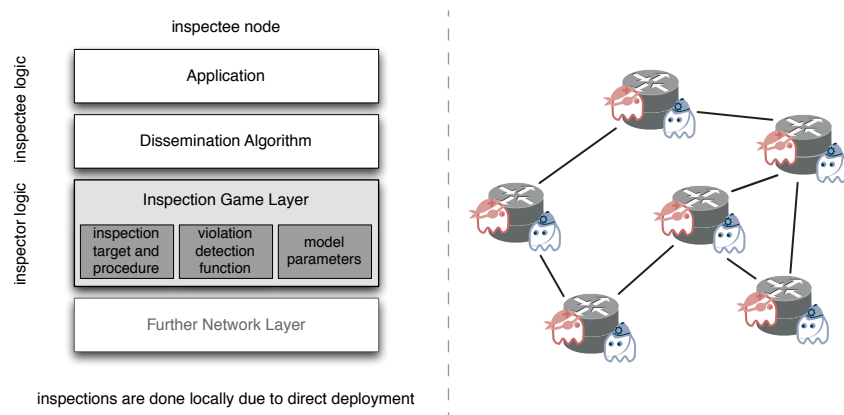 inspectee node
inspectee logic
Application
Dissemination Algorithm
inspector logic
Inspection Game Layer
inspection
target and
procedure
violation
detection
function
model
parameters
Further Network Layer
inspections are done locally due to direct deployment